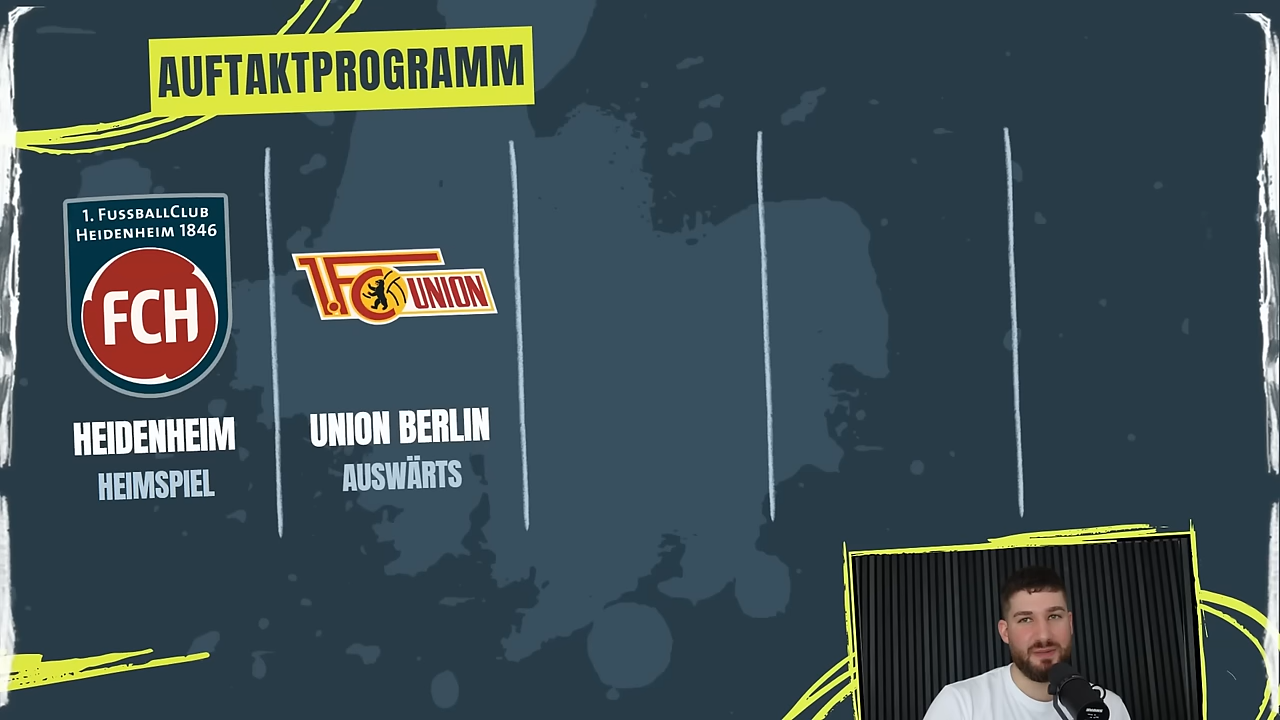 AUFTAKTPROGRAMM
1. FUSSBALLCLUB
HEIDENHEIM 1846
FCH
HEIDENHEIM
HEIMSPIEL
1.FC UNION
UNION BERLIN
AUSWÄRTS